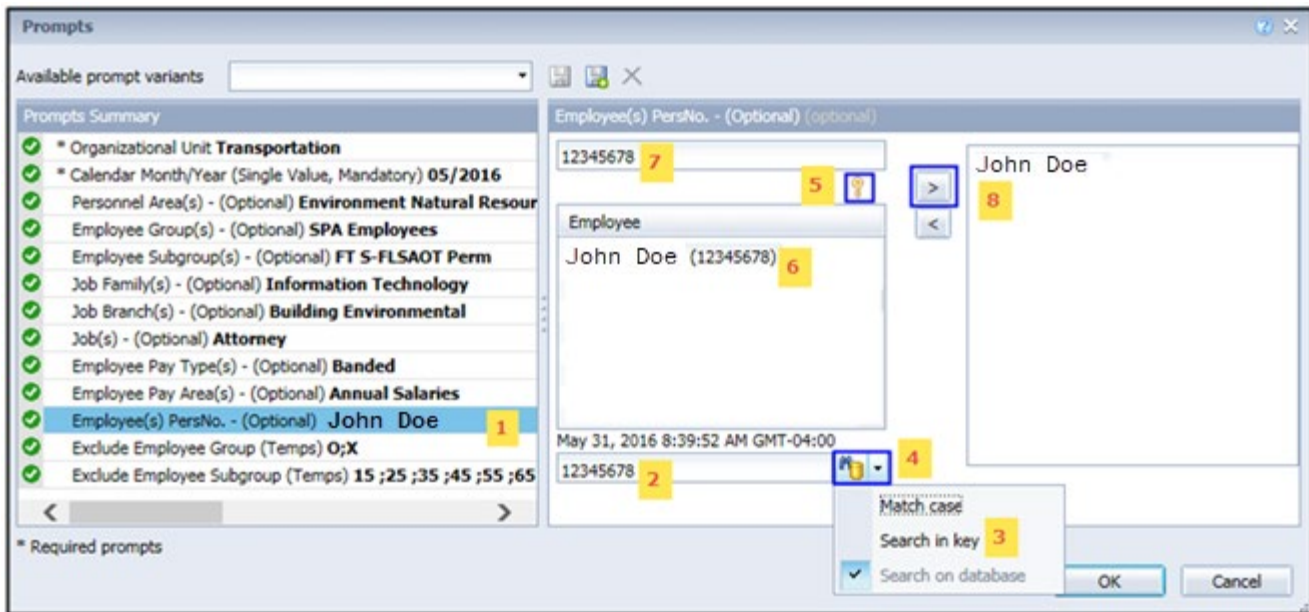 Prompts
Available prompt variants
Prompts Summary
* Organizational Unit Transportation
* Calendar Month/Year (Single Value, Mandatory) 05/2016
Personnel Area(s) - (Optional) Environment Natural Resour
Employee Group(s) - (Optional) SPA Employees
Employee Subgroup(s) - (Optional) FT S-FLSAOT Perm
Job Family(s) - (Optional) Information Technology
Job Branch(s) - (Optional) Building Environmental
Job(s) - (Optional) Attorney
Employee Pay Type(s) - (Optional) Banded
Employee Pay Area(s) - (Optional) Annual Salaries
Employee(s) PersNo. - (Optional) John Doe 1
Exclude Employee Group (Temps) O;X
Exclude Employee Subgroup (Temps) 15 ;25 ;35 ;45 ;55 ;65
* Required prompts
Employee(s) PersNo. - (Optional) (optional)
12345678 7
5
>
<
Employee
John Doe (12345678) 6
May 31, 2016 8:39:52 AM GMT-04:00
12345678 2
4
Match case
Search in key 3
Search on database
John Doe
8
OK
Cancel